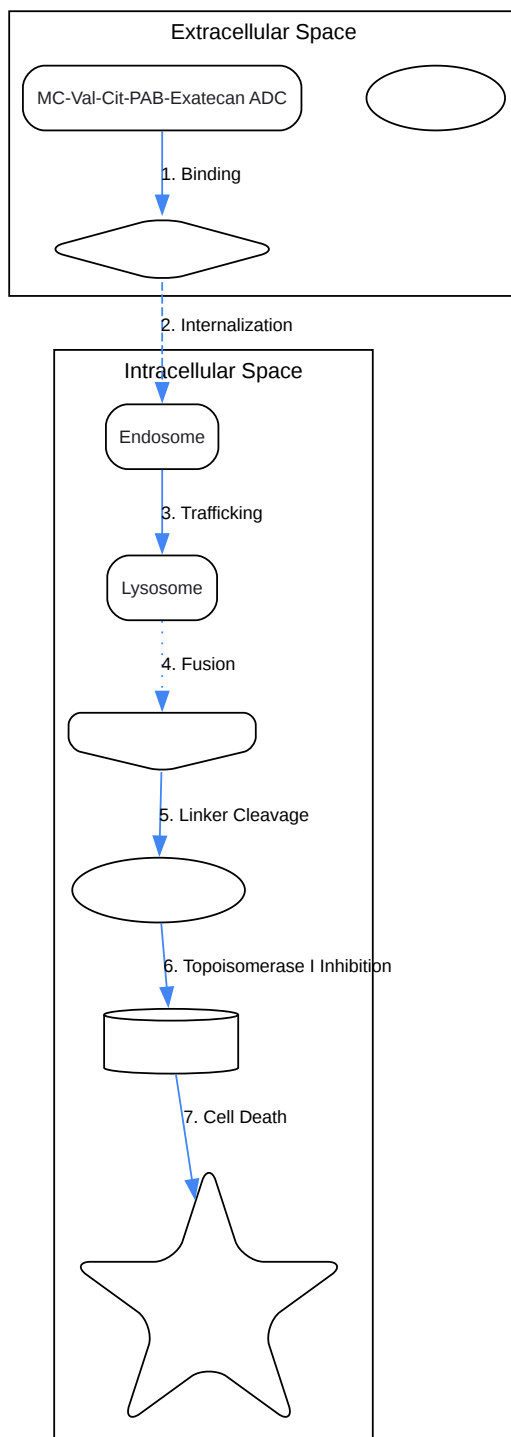 Extracellular Space
MC-Val-Cit-PAB-Exatecan ADC
1. Binding
2. Internalization
Intracellular Space
Endosome
3. Trafficking
Lysosome
4. Fusion
5. Linker Cleavage
6. Topoisomerase I Inhibition
7. Cell Death